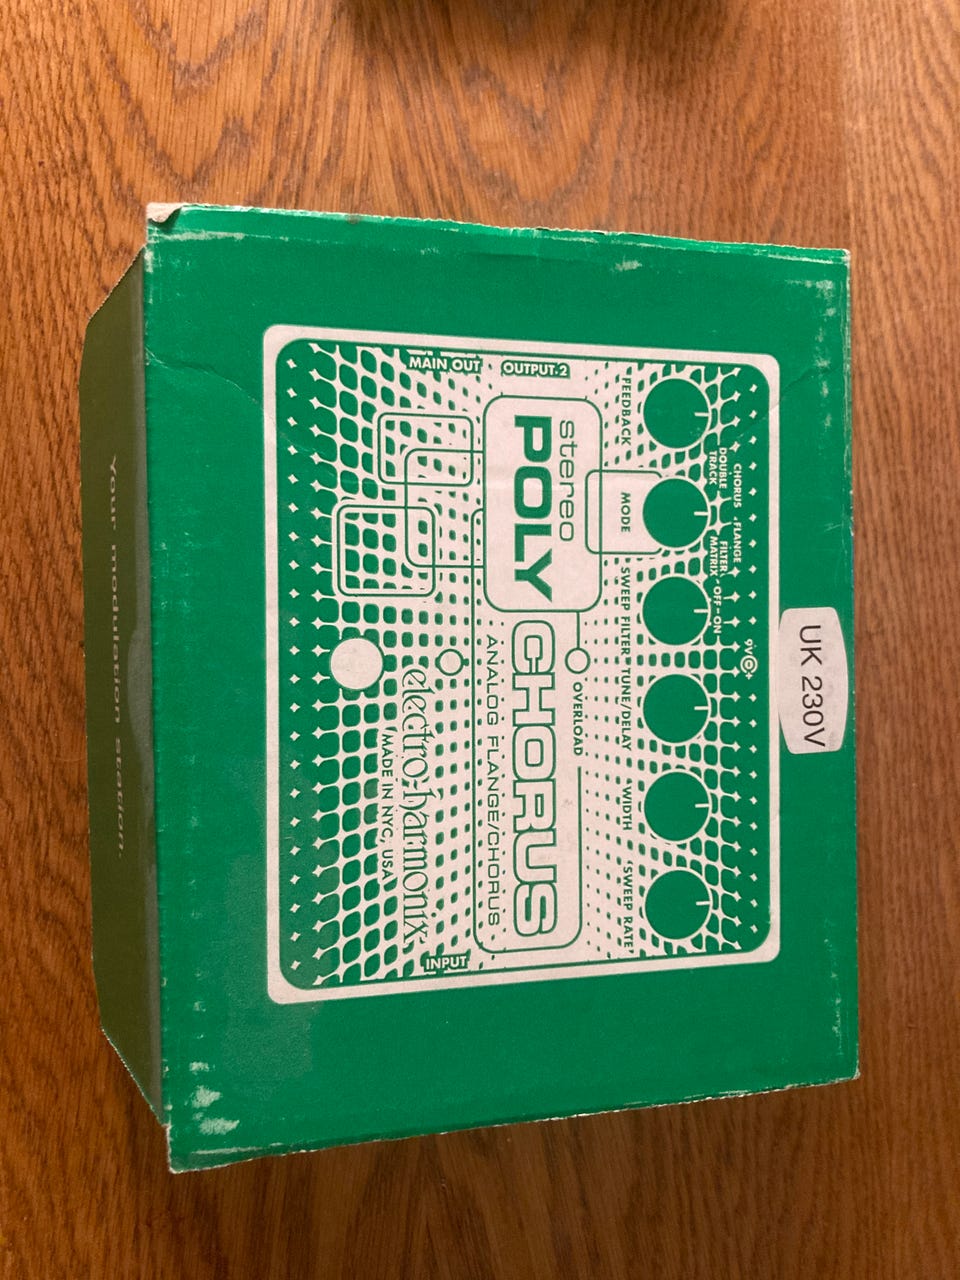 UK 230V
9V
CHORUS FLANGE
DOUBLE TRACK
FILTER MATRIX
OFF - ON
FEEDBACK
MODE
SWEEP FILTER
TUNE/DELAY
WIDTH
SWEEP RATE
OVERLOAD
OUTPUT-2
MAIN OUT
INPUT
stereo
POLY CHORUS
ANALOG FLANGE/CHORUS
electro-harmonix
MADE IN NYC, USA
Your modulation station.